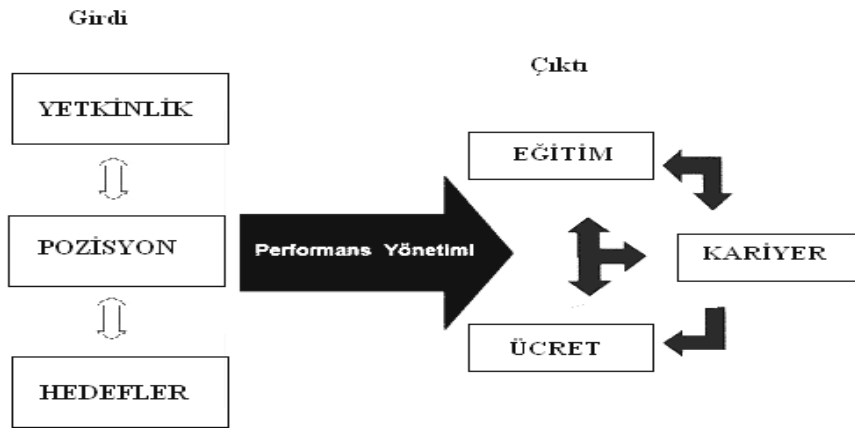 Girdi
Çıktı
YETKİNLİK
EĞİTİM
POZİSYON
Performans Yönetimi
KARİYER
ÜCRET
HEDEFLER